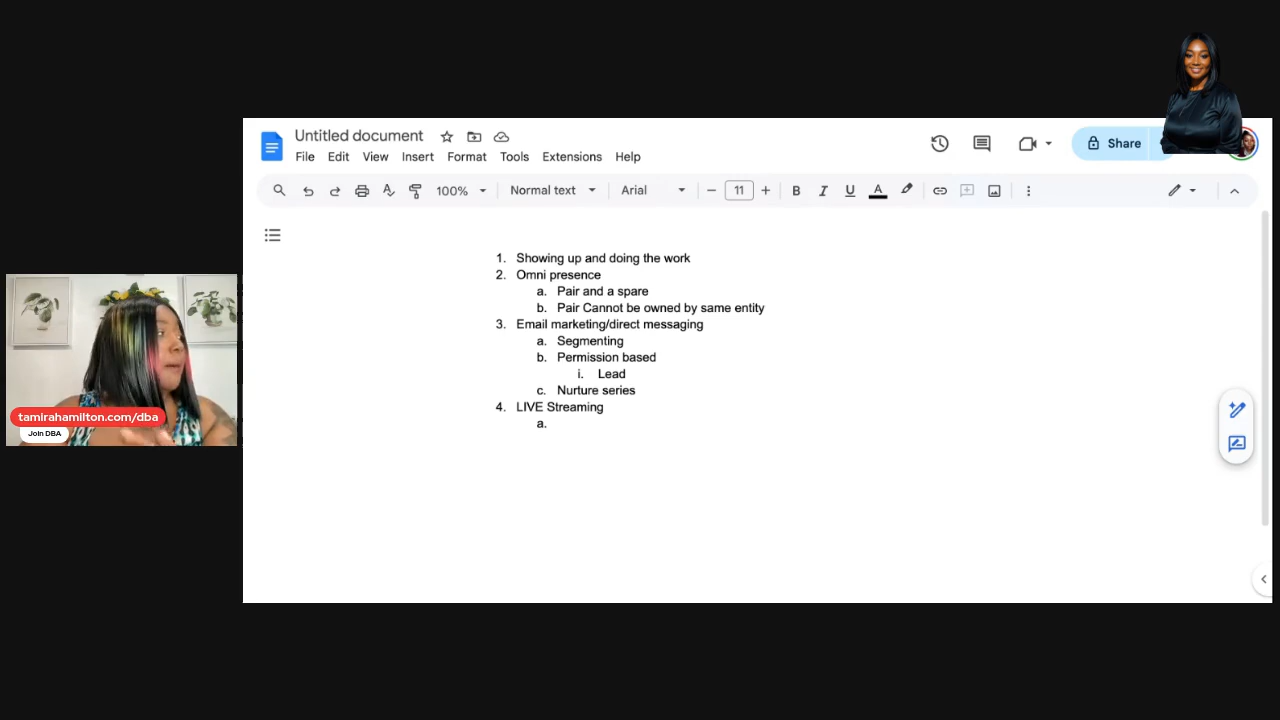 Untitled document
File Edit View Insert Format Tools Extensions Help
Share
100% Normal text Arial 11 B I U A
1. Showing up and doing the work
2. Omni presence
a. Pair and a spare
b. Pair Cannot be owned by same entity
3. Email marketing/direct messaging
a. Segmenting
b. Permission based
i. Lead
c. Nurture series
4. LIVE Streaming
a.
tamirahamilton.com/dba
Join DBA